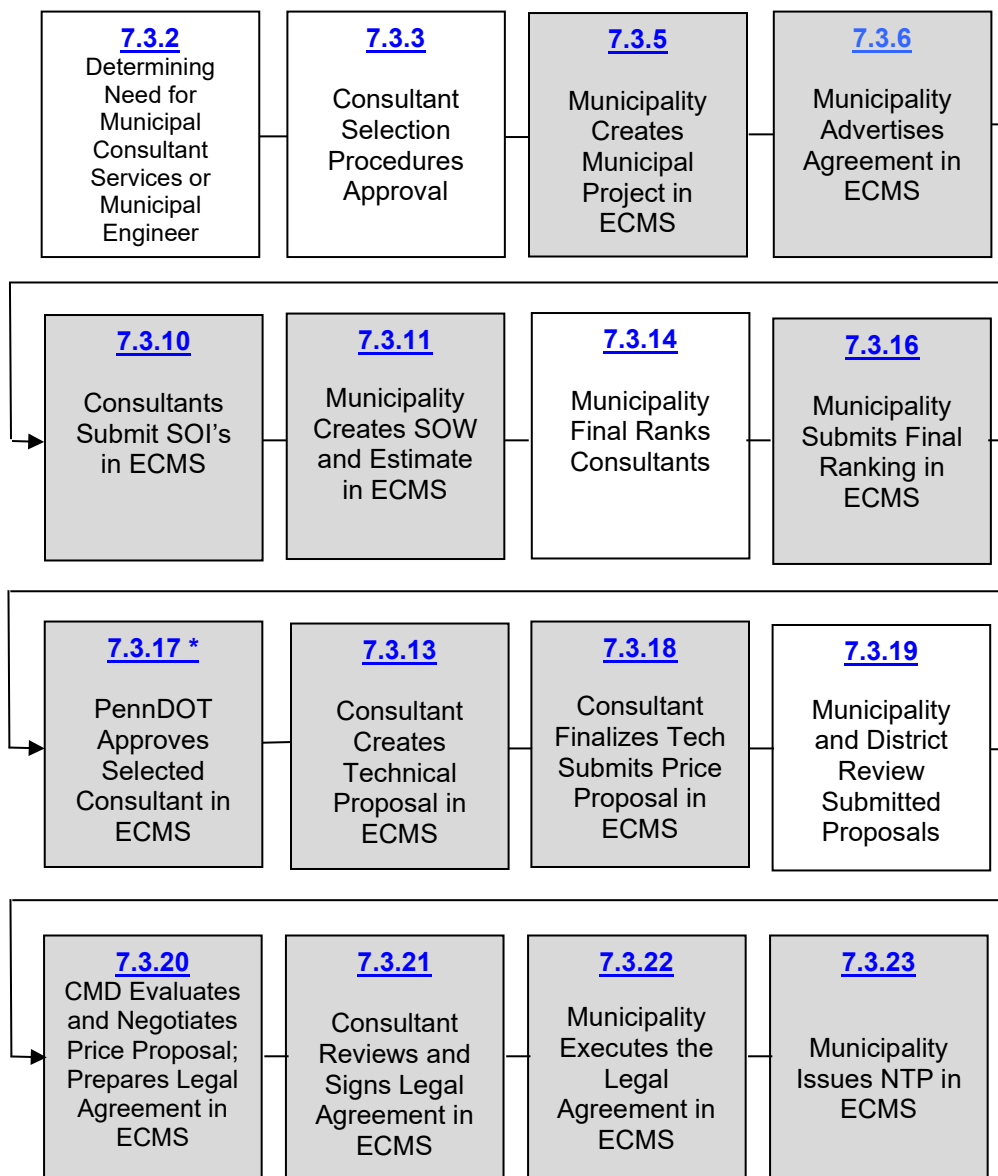 7.3.2
Determining
Need for
Municipal
Consultant
Services or
Municipal
Engineer
7.3.3
Consultant
Selection
Procedures
Approval
7.3.5
Municipality
Creates
Municipal
Project in
ECMS
7.3.6
Municipality
Advertises
Agreement in
ECMS
7.3.10
Consultants
Submit SOI’s
in ECMS
7.3.11
Municipality
Creates SOW
and Estimate
in ECMS
7.3.14
Municipality
Final Ranks
Consultants
7.3.16
Municipality
Submits Final
Ranking in
ECMS
7.3.17 *
PennDOT
Approves
Selected
Consultant in
ECMS
7.3.13
Consultant
Creates
Technical
Proposal in
ECMS
7.3.18
Consultant
Finalizes Tech
Submits Price
Proposal in
ECMS
7.3.19
Municipality
and District
Review
Submitted
Proposals
7.3.20
CMD Evaluates
and Negotiates
Price Proposal;
Prepares Legal
Agreement in
ECMS
7.3.21
Consultant
Reviews and
Signs Legal
Agreement in
ECMS
7.3.22
Municipality
Executes the
Legal
Agreement in
ECMS
7.3.23
Municipality
Issues NTP in
ECMS